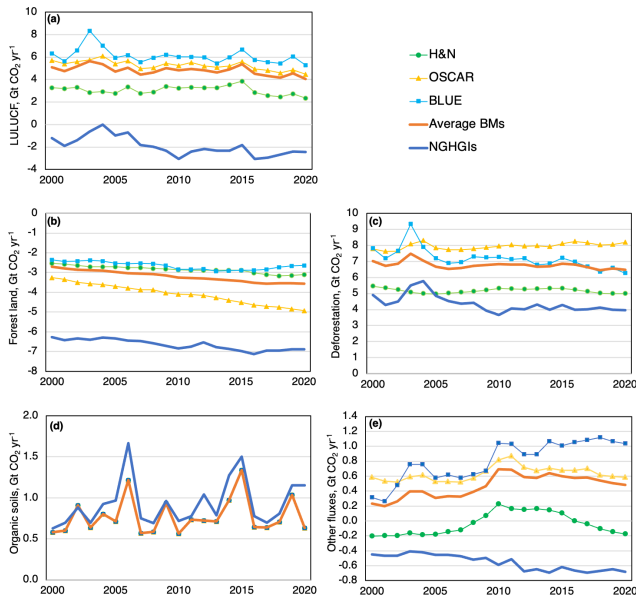 (a)
LULUCF, Gt CO₂ yr⁻¹
10
8
6
4
2
0
-2
-4
2000 2005 2010 2015 2020
H&N
OSCAR
BLUE
Average BMs
NGHGIs
(b)
Forest land, Gt CO₂ yr⁻¹
0
-1
-2
-3
-4
-5
-6
-7
-8
2000 2005 2010 2015 2020
(c)
Deforestation, Gt CO₂ yr⁻¹
10
9
8
7
6
5
4
3
2
1
0
2000 2005 2010 2015 2020
(d)
Organic soils, Gt CO₂ yr⁻¹
2.0
1.5
1.0
0.5
0.0
2000 2005 2010 2015 2020
(e)
Other fluxes, Gt CO₂ yr⁻¹
1.4
1.2
1.0
0.8
0.6
0.4
0.2
0.0
-0.2
-0.4
-0.6
-0.8
2000 2005 2010 2015 2020